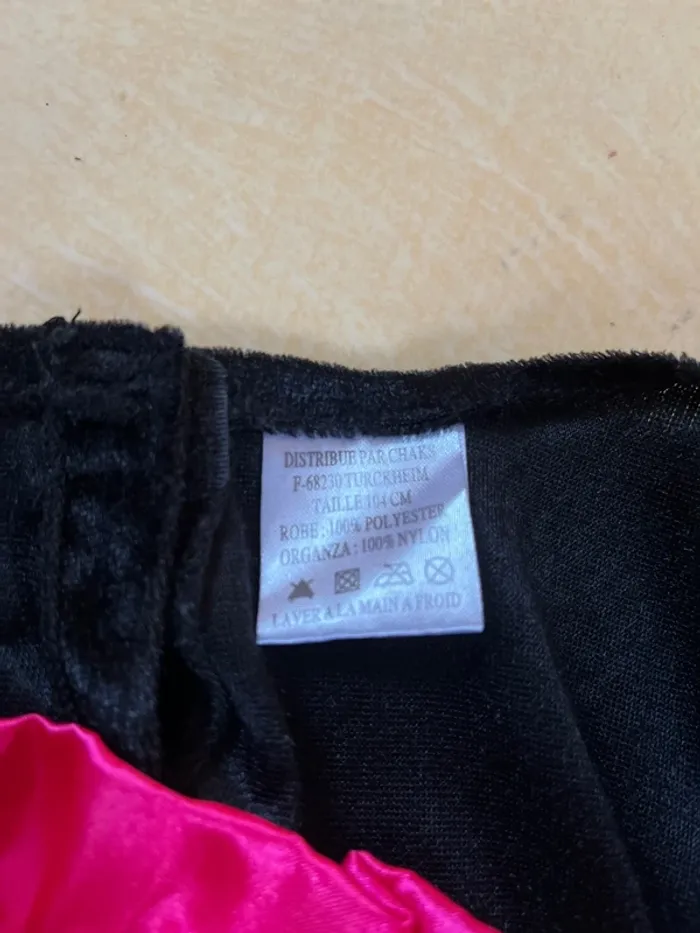 DISTRIBUE PAR CHAKS
F-68230 TURCKHEIM
TAILLE 104 CM
ROBE : 100% POLYESTER
ORGANZA : 100% NYLON
LAVER A LA MAIN A FROID